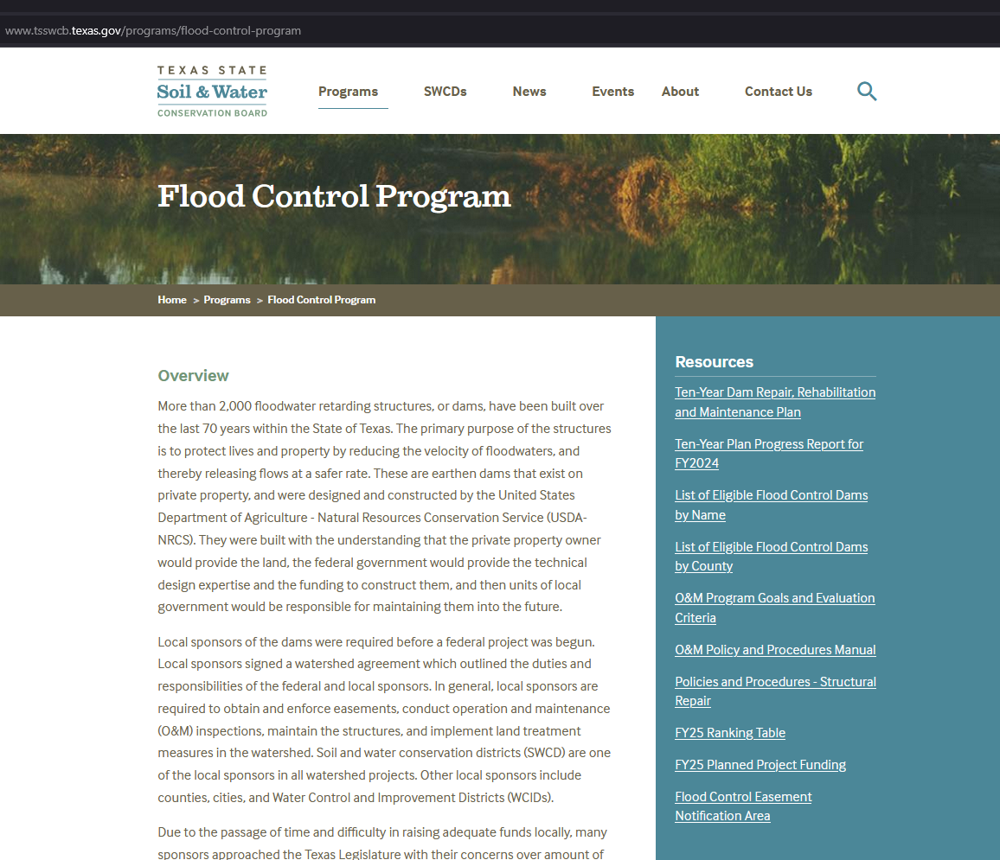 www.tsswcb.texas.gov/programs/flood-control-program
TEXAS STATE
Soil & Water
CONSERVATION BOARD
Programs
SWCDs
News
Events
About
Contact Us
Flood Control Program
Home > Programs > Flood Control Program
Overview
More than 2,000 floodwater retarding structures, or dams, have been built over
the last 70 years within the State of Texas. The primary purpose of the structures
is to protect lives and property by reducing the velocity of floodwaters, and
thereby releasing flows at a safer rate. These are earthen dams that exist on
private property, and were designed and constructed by the United States
Department of Agriculture - Natural Resources Conservation Service (USDA-
NRCS). They were built with the understanding that the private property owner
would provide the land, the federal government would provide the technical
design expertise and the funding to construct them, and then units of local
government would be responsible for maintaining them into the future.
Local sponsors of the dams were required before a federal project was begun.
Local sponsors signed a watershed agreement which outlined the duties and
responsibilities of the federal and local sponsors. In general, local sponsors are
required to obtain and enforce easements, conduct operation and maintenance
(O&M) inspections, maintain the structures, and implement land treatment
measures in the watershed. Soil and water conservation districts (SWCD) are one
of the local sponsors in all watershed projects. Other local sponsors include
counties, cities, and Water Control and Improvement Districts (WCIDs).
Due to the passage of time and difficulty in raising adequate funds locally, many
sponsors approached the Texas Legislature with their concerns over amount of
Resources
Ten-Year Dam Repair, Rehabilitation
and Maintenance Plan
Ten-Year Plan Progress Report for
FY2024
List of Eligible Flood Control Dams
by Name
List of Eligible Flood Control Dams
by County
O&M Program Goals and Evaluation
Criteria
O&M Policy and Procedures Manual
Policies and Procedures - Structural
Repair
FY25 Ranking Table
FY25 Planned Project Funding
Flood Control Easement
Notification Area